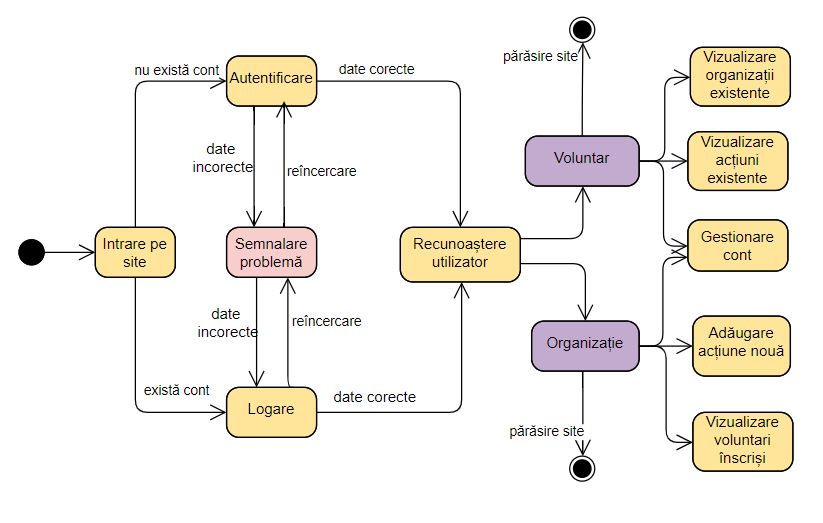 nu există cont
Autentificare
date corecte
părăsire site
Vizualizare
organizații
existente
date
incorecte
reîncercare
Voluntar
Vizualizare
acțiuni
existente
Intrare pe
site
Semnalare
problemă
Recunoaștere
utilizator
Gestionare
cont
date
incorecte
reîncercare
Organizație
Adăugare
acțiune nouă
există cont
Logare
date corecte
părăsire site
Vizualizare
voluntari
înscriși